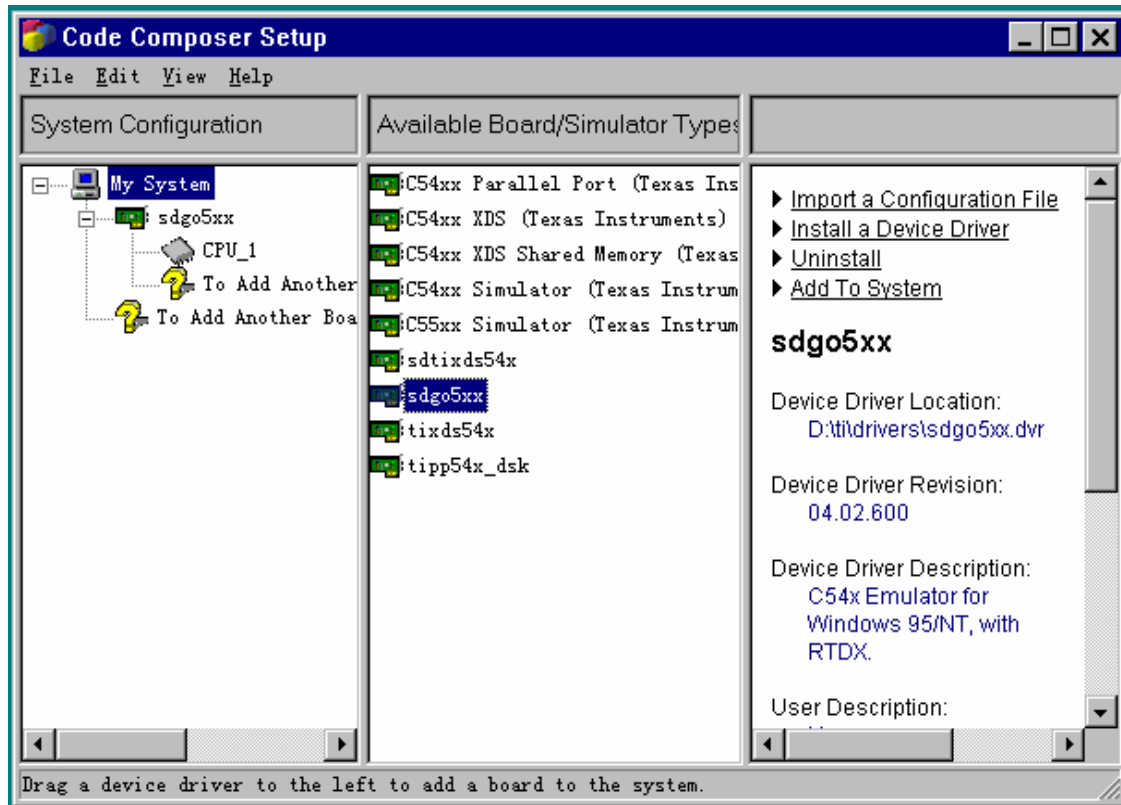 Code Composer Setup
File Edit View Help
System Configuration
Available Board/Simulator Types
My System
sdgo5xx
CPU_1
To Add Another
To Add Another Boa
C54xx Parallel Port (Texas Ins
C54xx XDS (Texas Instruments)
C54xx XDS Shared Memory (Texas
C54xx Simulator (Texas Instrum
C55xx Simulator (Texas Instrum
sdtixds54x
sdgo5xx
tixds54x
tipp54x_dsk
Import a Configuration File
Install a Device Driver
Uninstall
Add To System
sdgo5xx
Device Driver Location:
D:\ti\drivers\sdgo5xx.dvr
Device Driver Revision:
04.02.600
Device Driver Description:
C54x Emulator for
Windows 95/NT, with
RTDX.
User Description:
Drag a device driver to the left to add a board to the system.